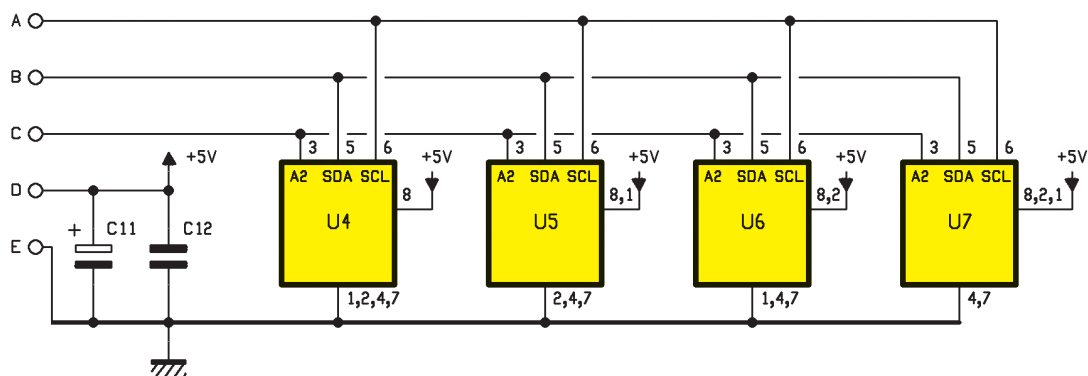 A
B
C
3 5 6 3 5 6 3 5 6 3 5 6
+5V +5V +5V +5V +5V
A2 SDA SCL A2 SDA SCL A2 SDA SCL A2 SDA SCL
D 8 8,1 8,2 8,2,1
+ C11 C12 U4 U5 U6 U7
E
1,2,4,7 2,4,7 1,4,7 4,7